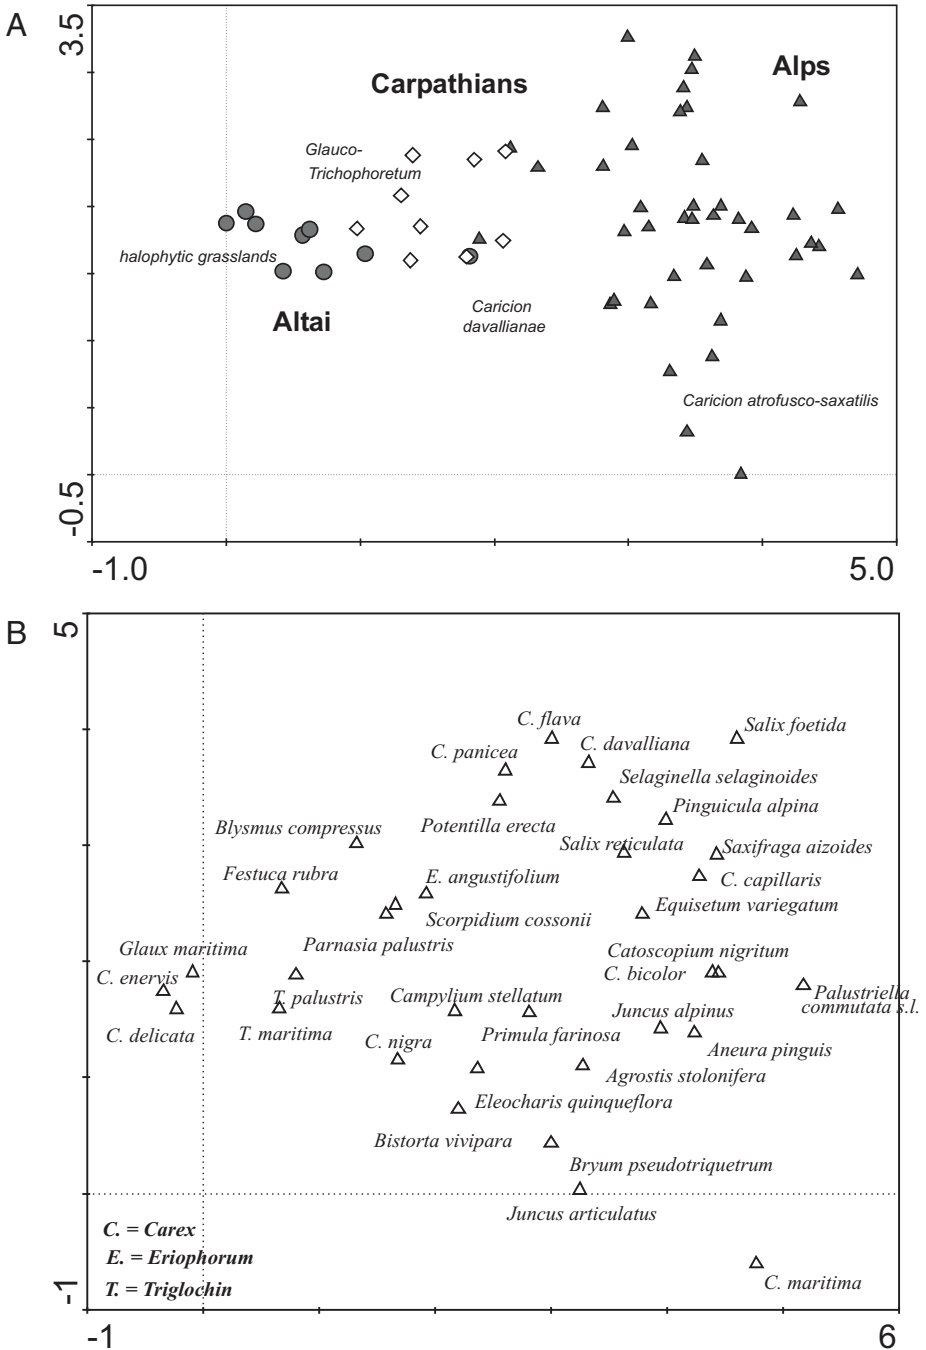 A
3.5
Alps
Carpathians
Glauco-
Trichophoretum
halophytic grasslands
Caricion
davallianae
Altai
Caricion atrofusco-saxatilis
-0.5
-1.0
5.0
B
5
C. flava
Salix foetida
C. davalliana
C. panicea
Selaginella selaginoides
Pinguicula alpina
Potentilla erecta
Blysmus compressus
Salix reticulata
Saxifraga aizoides
Festuca rubra
E. angustifolium
C. capillaris
Equisetum variegatum
Scorpidium cossonii
Parnasia palustris
Glaux maritima
Catoscopium nigritum
C. enervis
C. bicolor
T. palustris
Campylium stellatum
Palustriella
commutata s.l.
Juncus alpinus
C. delicata
T. maritima
Primula farinosa
C. nigra
Aneura pinguis
Agrostis stolonifera
Eleocharis quinqueflora
Bistorta vivipara
Bryum pseudotriquetrum
Juncus articulatus
C. = Carex
E. = Eriophorum
T. = Triglochin
C. maritima
-1
-1
6